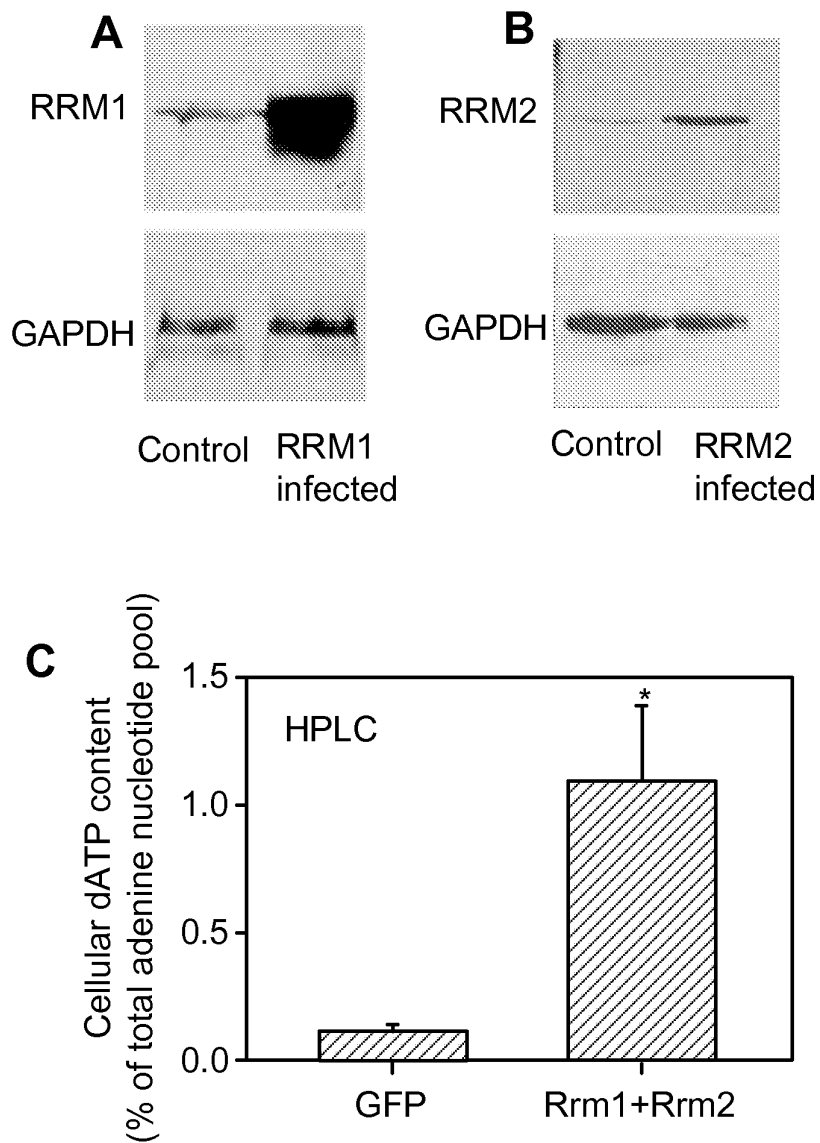 A
RRM1
GAPDH
Control
RRM1
infected
B
RRM2
GAPDH
Control
RRM2
infected
C
Cellular dATP content
(% of total adenine nucleotide pool)
1.5
1.0
0.5
0.0
HPLC
*
GFP
Rrm1+Rrm2